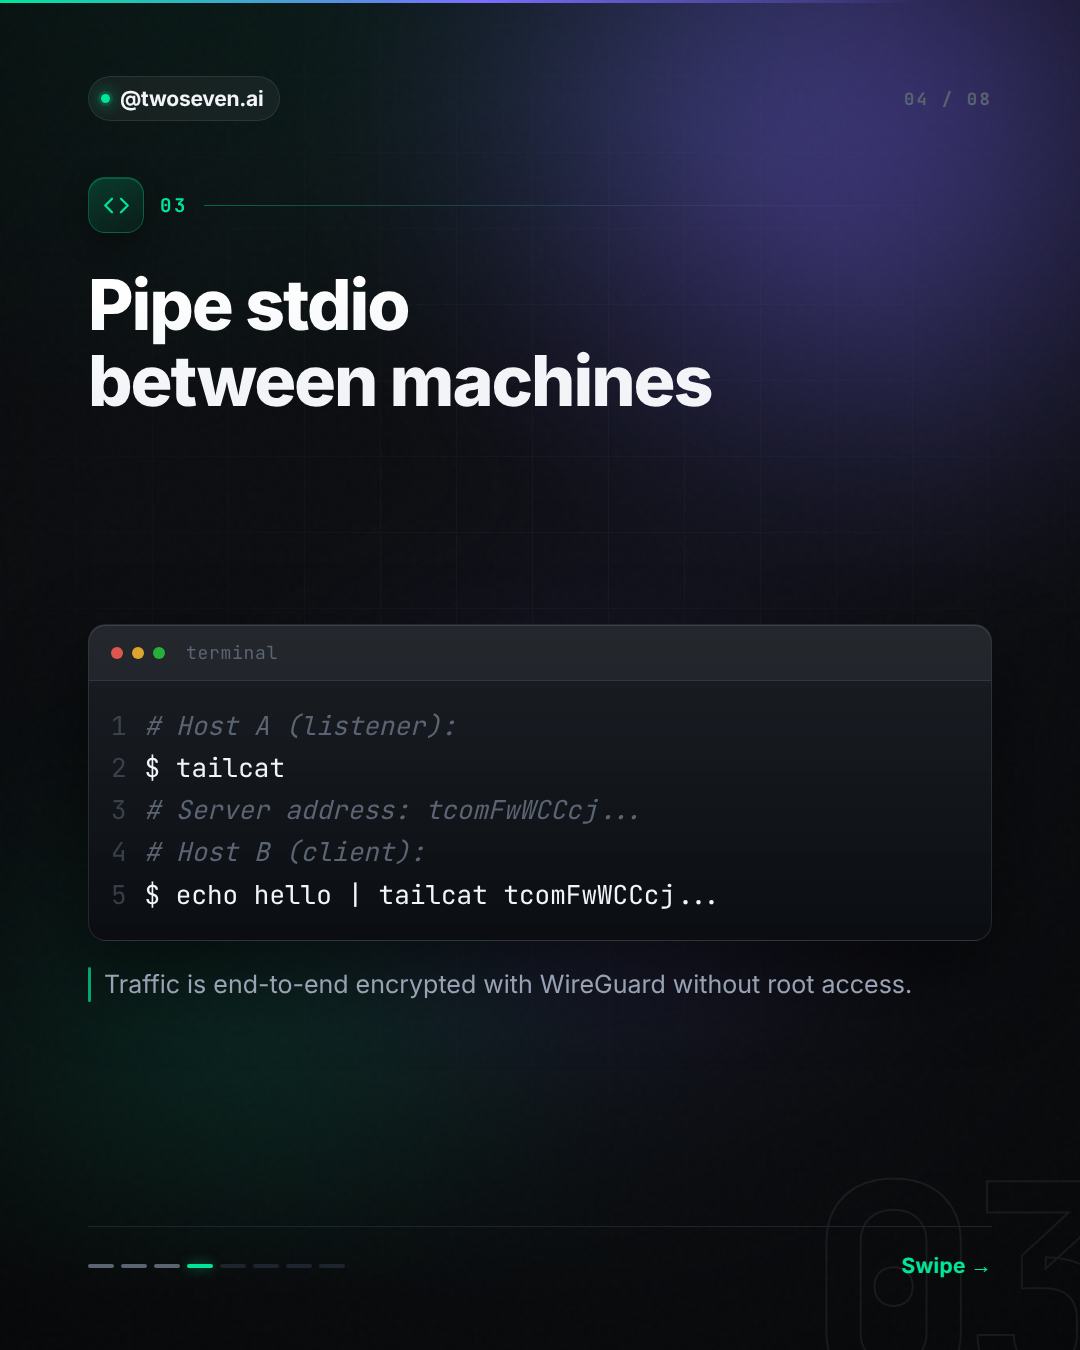 @twoseven.ai
04 / 08
03
Pipe stdio
between machines
terminal
1 # Host A (listener):
2 $ tailcat
3 # Server address: tcomFwWCCcj...
4 # Host B (client):
5 $ echo hello | tailcat tcomFwWCCcj...
Traffic is end-to-end encrypted with WireGuard without root access.
03
Swipe →